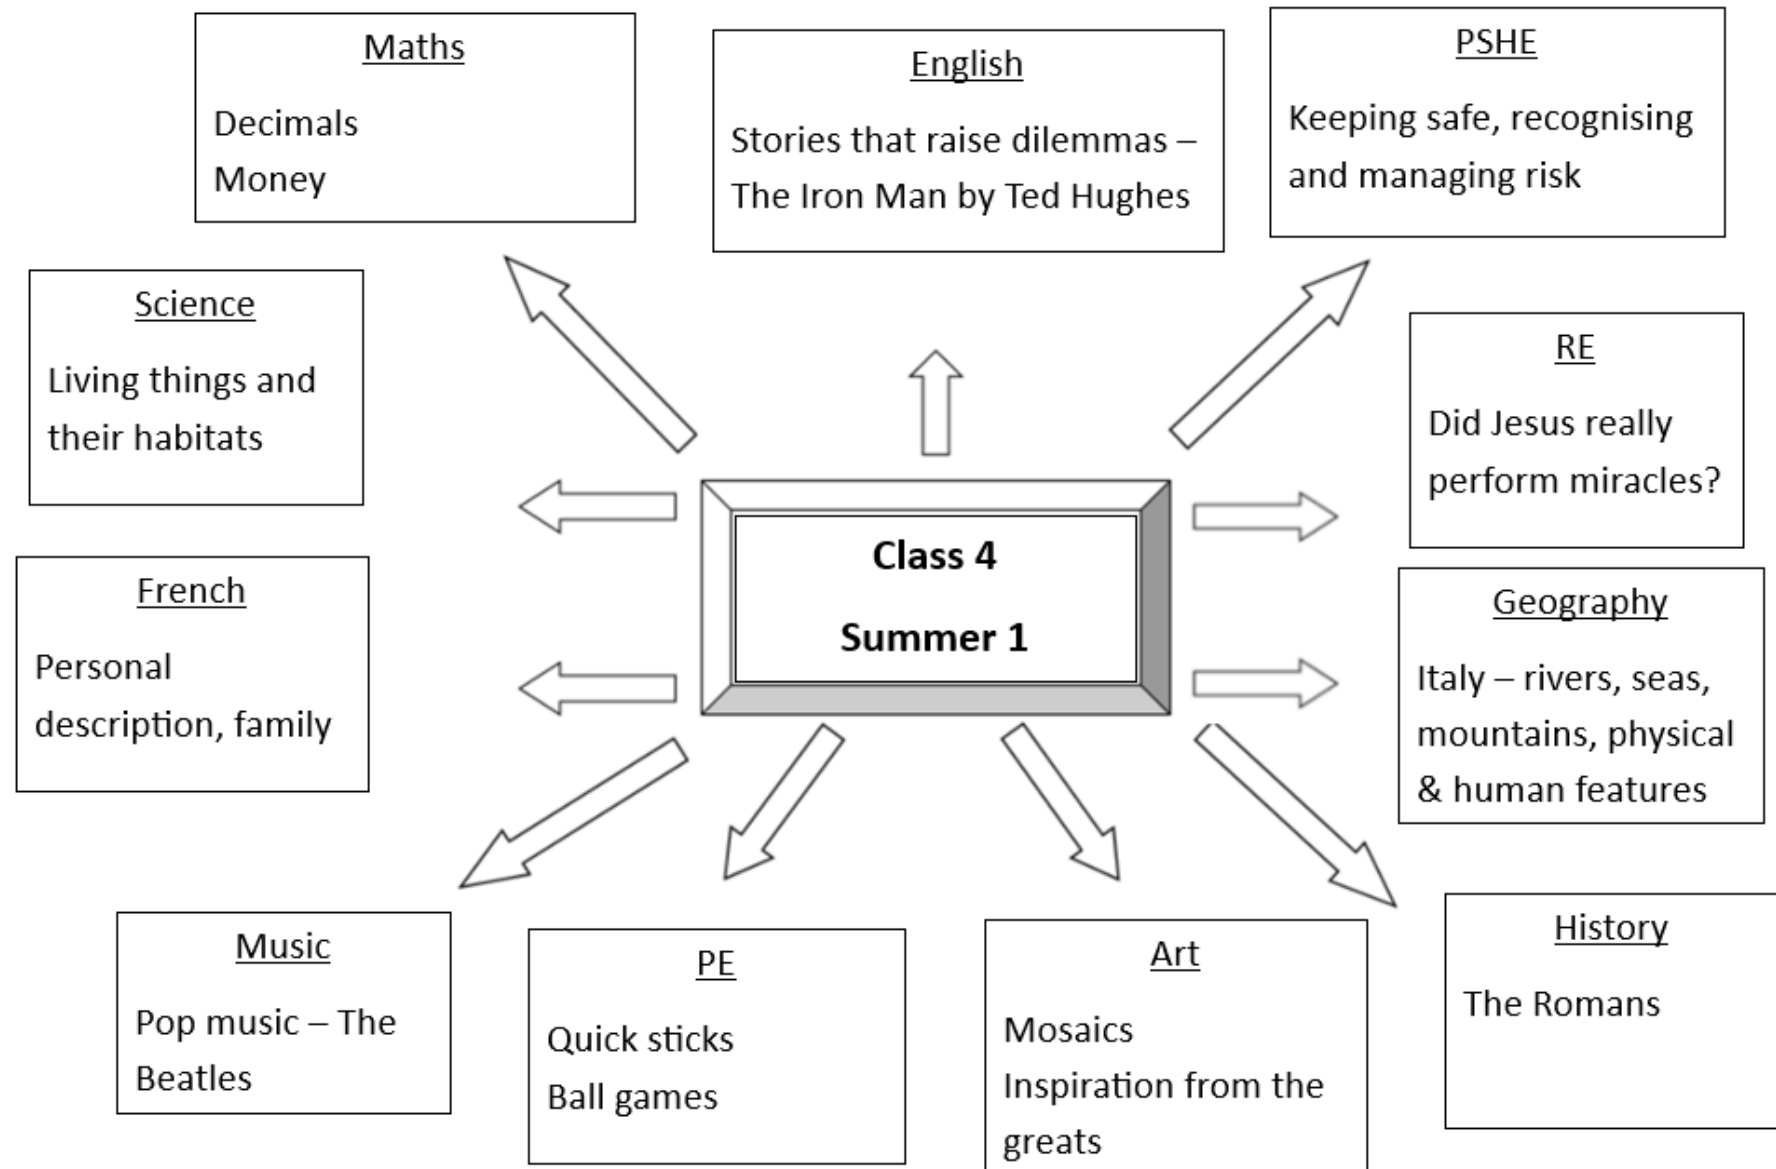 Maths
Decimals
Money
English
Stories that raise dilemmas –
The Iron Man by Ted Hughes
PSHE
Keeping safe, recognising
and managing risk
Science
Living things and
their habitats
RE
Did Jesus really
perform miracles?
Class 4
Summer 1
French
Personal
description, family
Geography
Italy – rivers, seas,
mountains, physical
& human features
Music
Pop music – The
Beatles
PE
Quick sticks
Ball games
Art
Mosaics
Inspiration from the
greats
History
The Romans